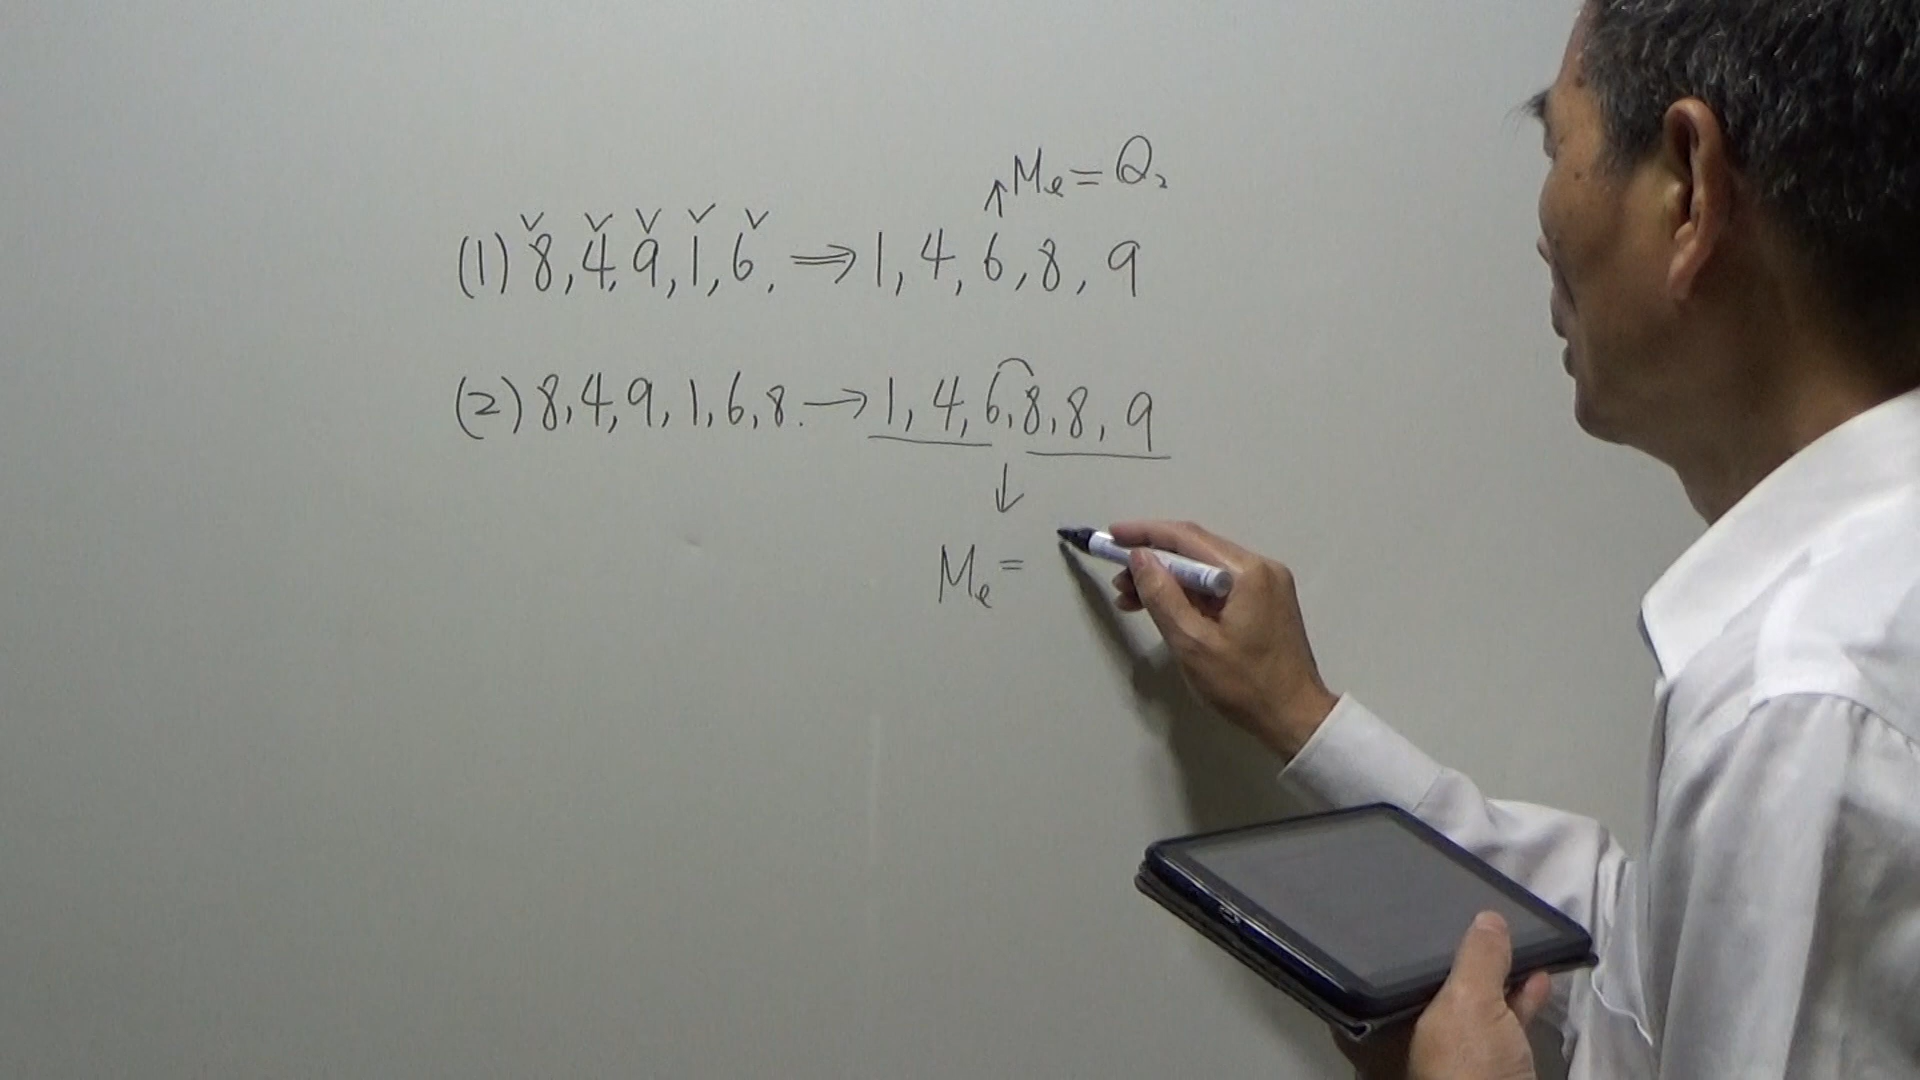 ↑Me=Q₂
(1) 8, 4, 9, 1, 6, ⇒ 1, 4, 6, 8, 9
(2) 8, 4, 9, 1, 6, 8. → 1, 4, 6, 8, 8, 9
↓
Me=